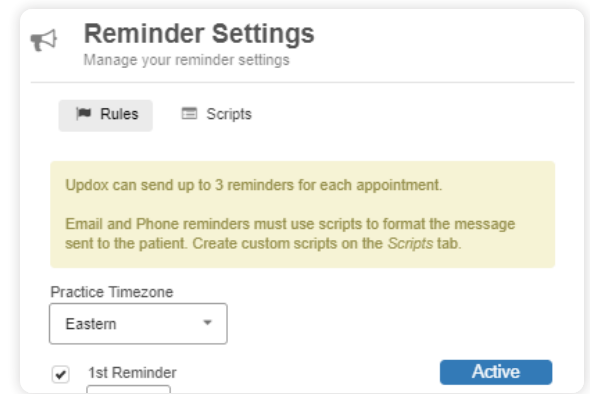 Reminder Settings
Manage your reminder settings
Rules
Scripts
Updox can send up to 3 reminders for each appointment.
Email and Phone reminders must use scripts to format the message
sent to the patient. Create custom scripts on the Scripts tab.
Practice Timezone
Eastern
1st Reminder
Active